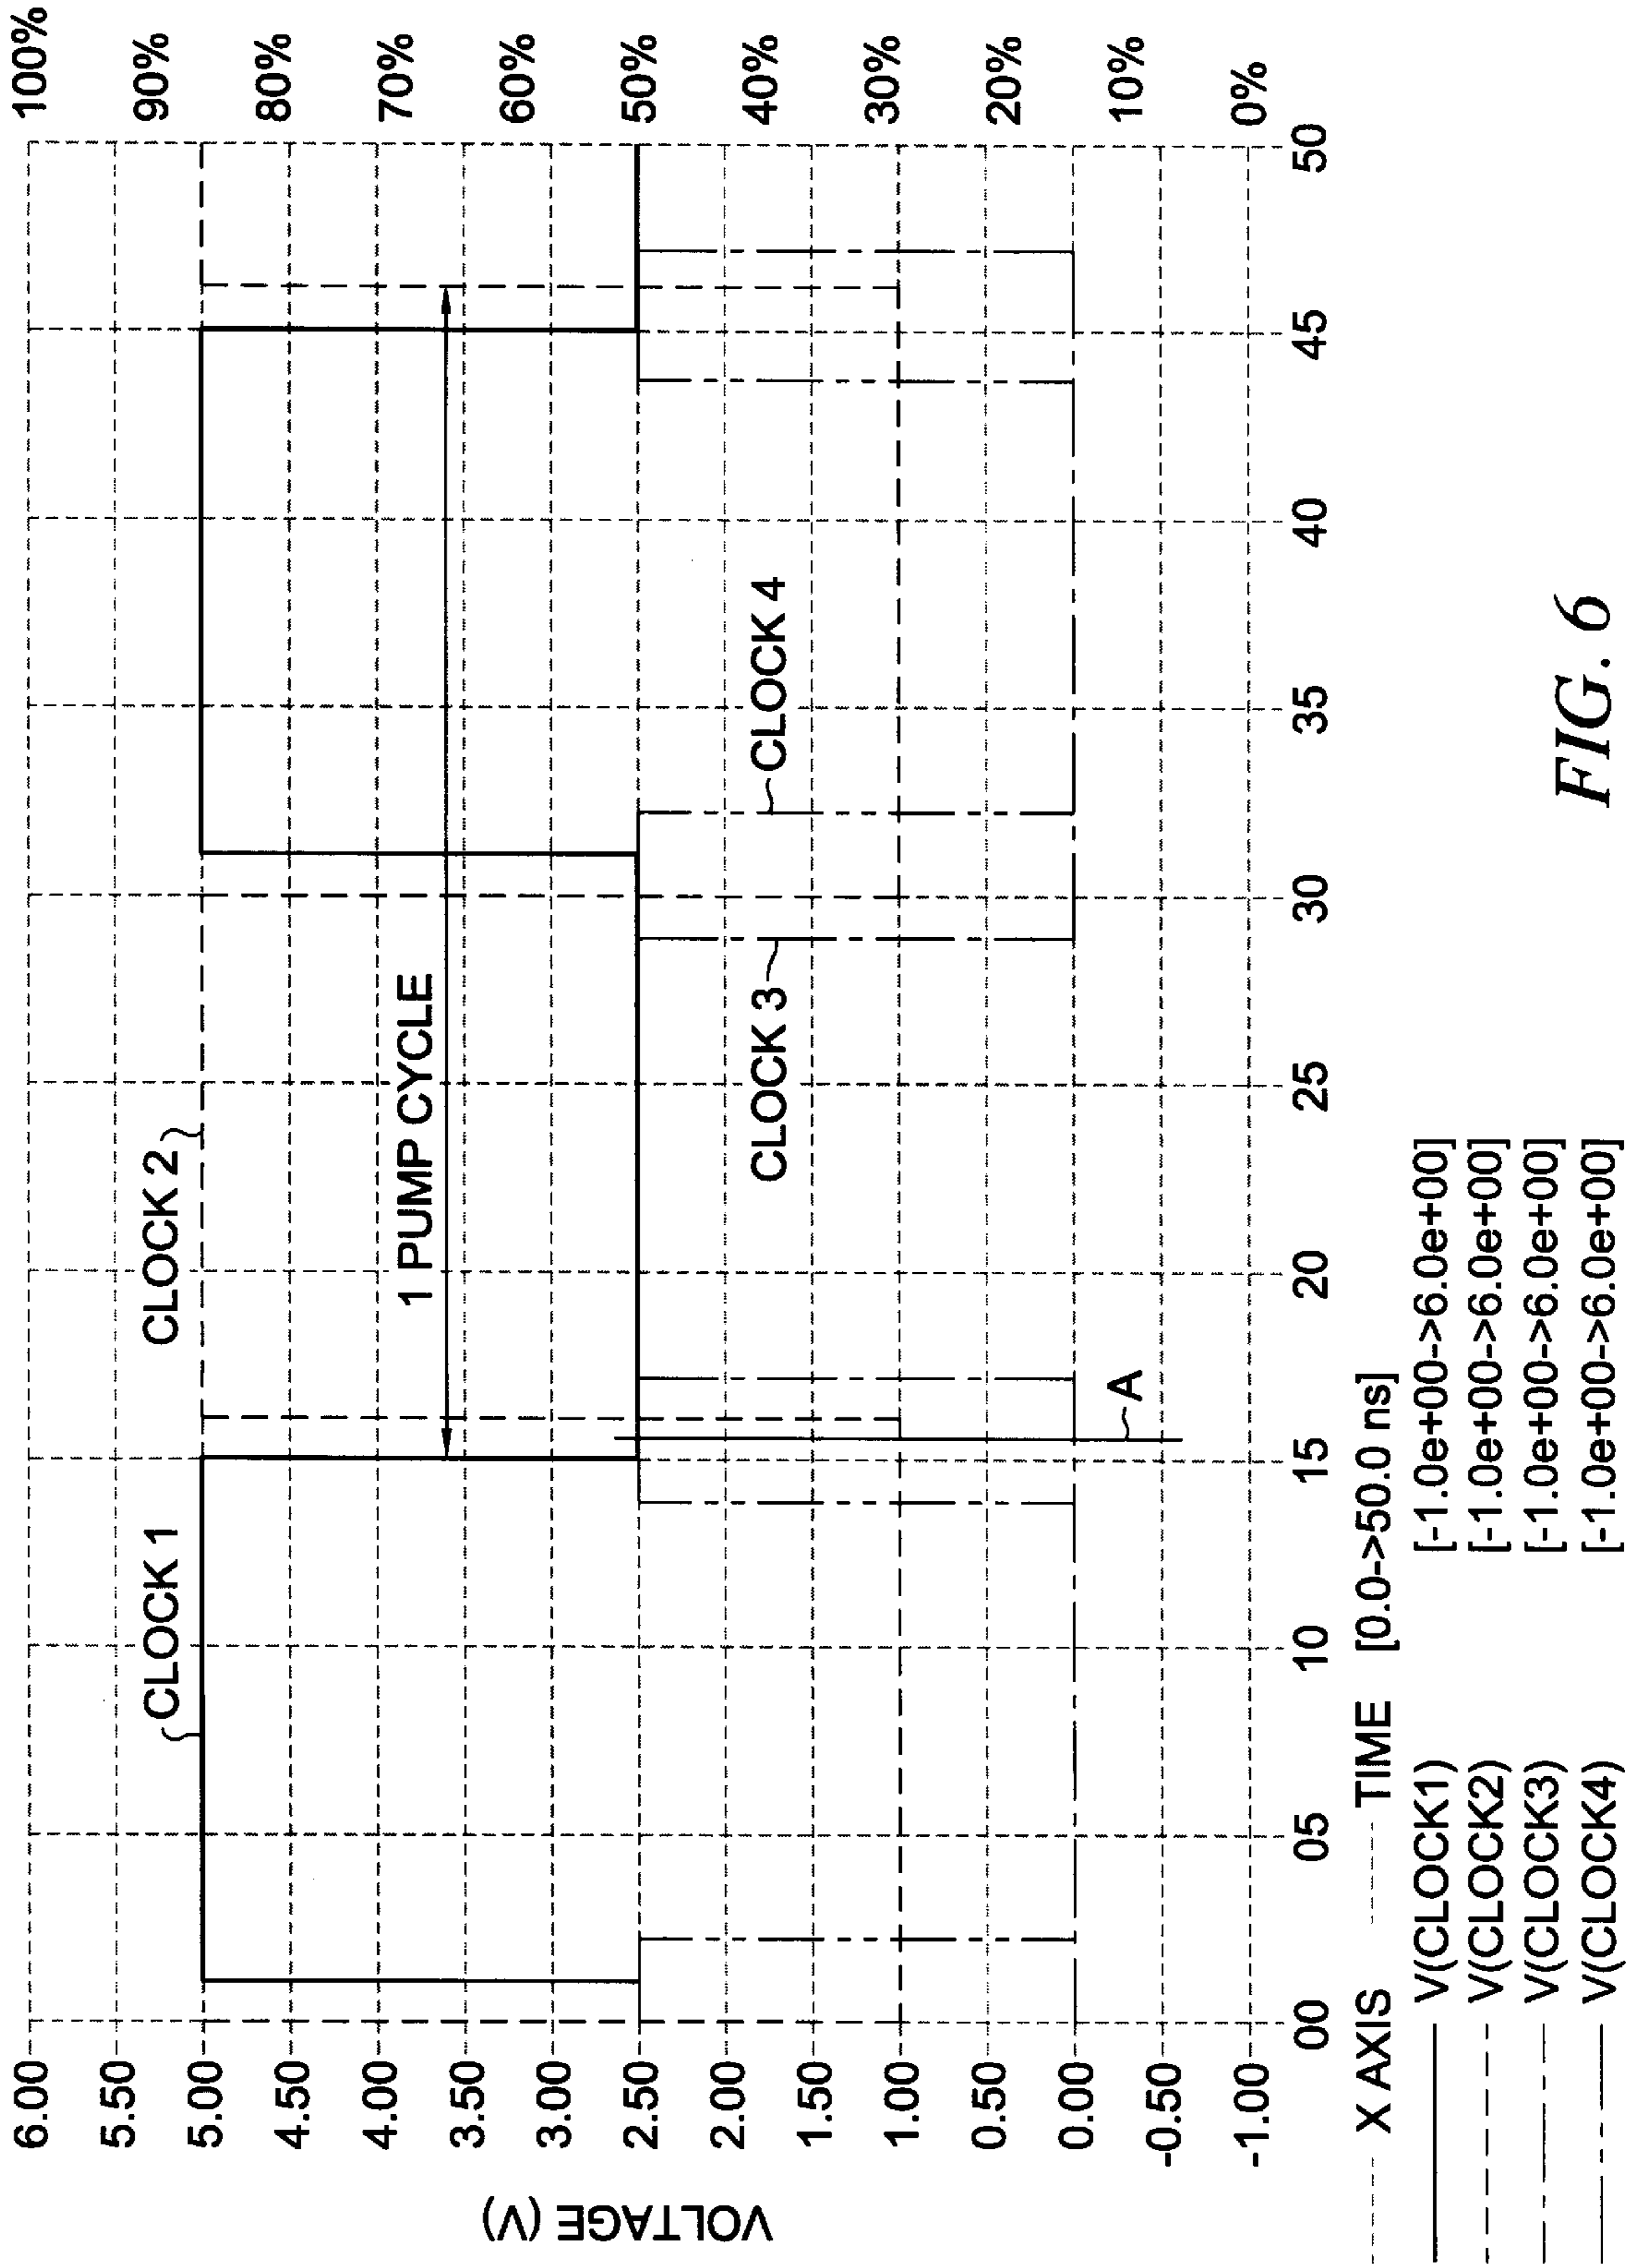 VOLTAGE (V)
6.00
5.50
5.00
4.50
4.00
3.50
3.00
2.50
2.00
1.50
1.00
0.50
0.00
-0.50
-1.00
CLOCK 1
CLOCK 2
1 PUMP CYCLE
CLOCK 3
CLOCK 4
A
100%
90%
80%
70%
60%
50%
40%
30%
20%
10%
0%
00 05 10 15 20 25 30 35 40 45 50
X AXIS TIME [0.0->50.0 ns]
V(CLOCK1) [-1.0e+00->6.0e+00]
V(CLOCK2) [-1.0e+00->6.0e+00]
V(CLOCK3) [-1.0e+00->6.0e+00]
V(CLOCK4) [-1.0e+00->6.0e+00]
FIG. 6